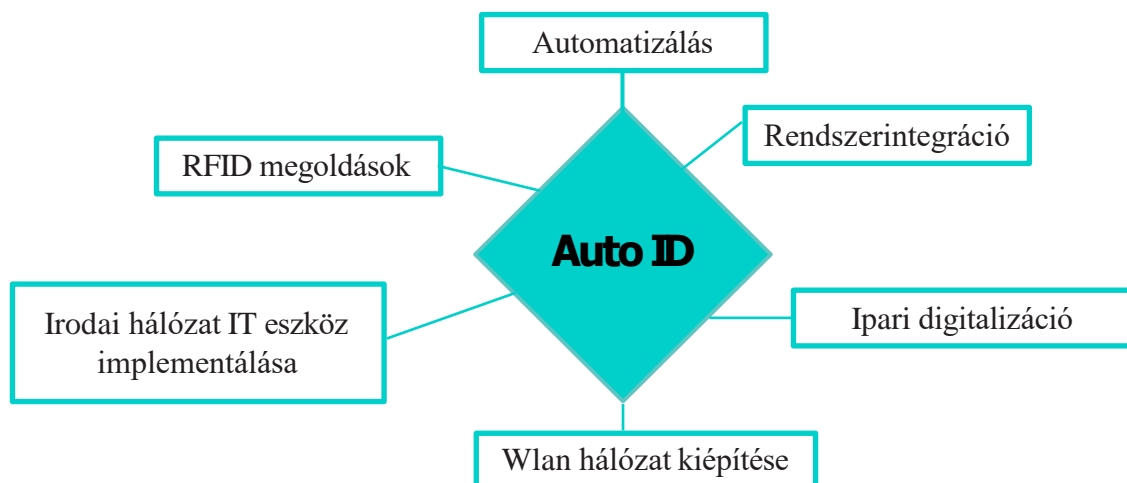 Automatizálás
Rendszerintegráció
RFID megoldások
Auto ID
Irodai hálózat IT eszköz
implementálása
Ipari digitalizáció
Wlan hálózat kiépítése